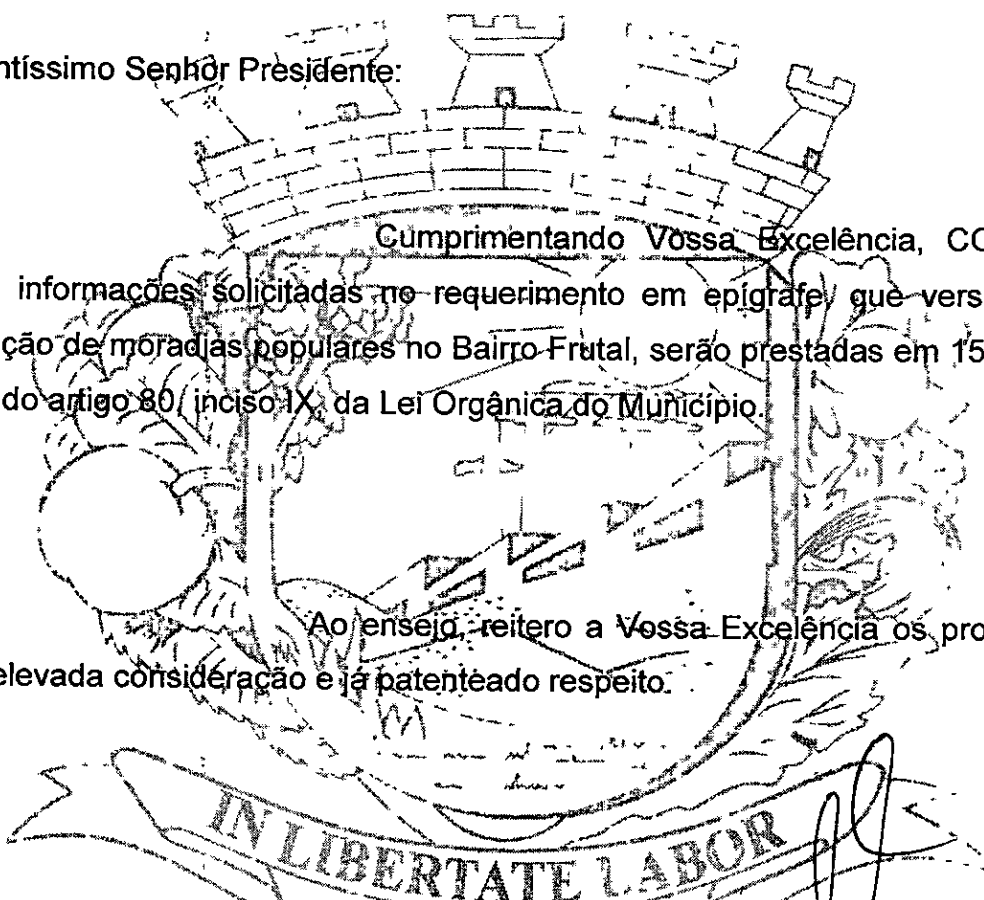 ntíssimo Senhor Presidente:
Cumprimentando Vossa Excelência, CO
informações solicitadas no requerimento em epígrafe, que vers
ção de moradias populares no Bairro Frutal, serão prestadas em 15
do artigo 80, inciso IX, da Lei Orgânica do Município.
Ao ensejo, reitero a Vossa Excelência os pro
elevada consideração e já patenteado respeito.
IN LIBERTATE LABOR